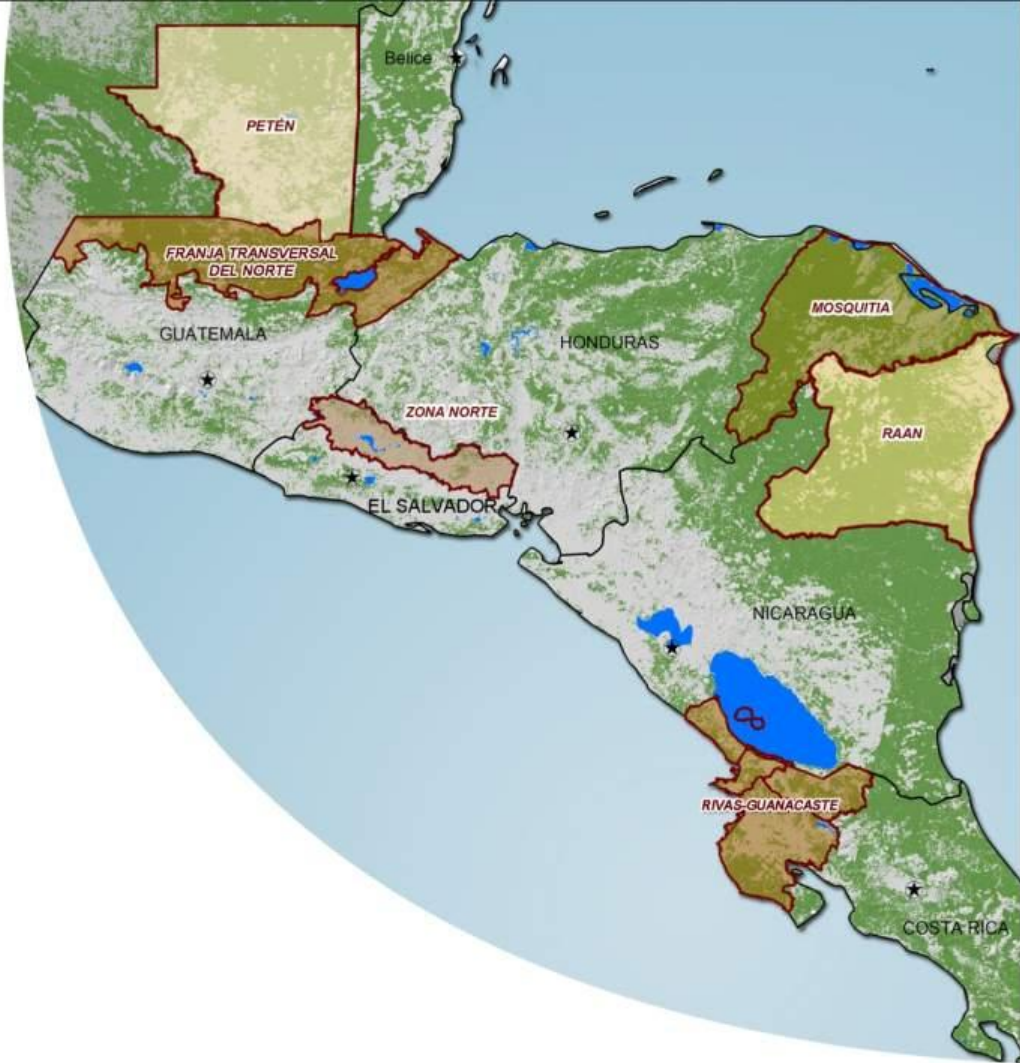 Belice
PETÉN
FRANJA TRANSVERSAL
DEL NORTE
MOSQUITIA
GUATEMALA
HONDURAS
ZONA NORTE
RAAN
EL SALVADOR
NICARAGUA
RIVAS-GUANACASTE
COSTA RICA